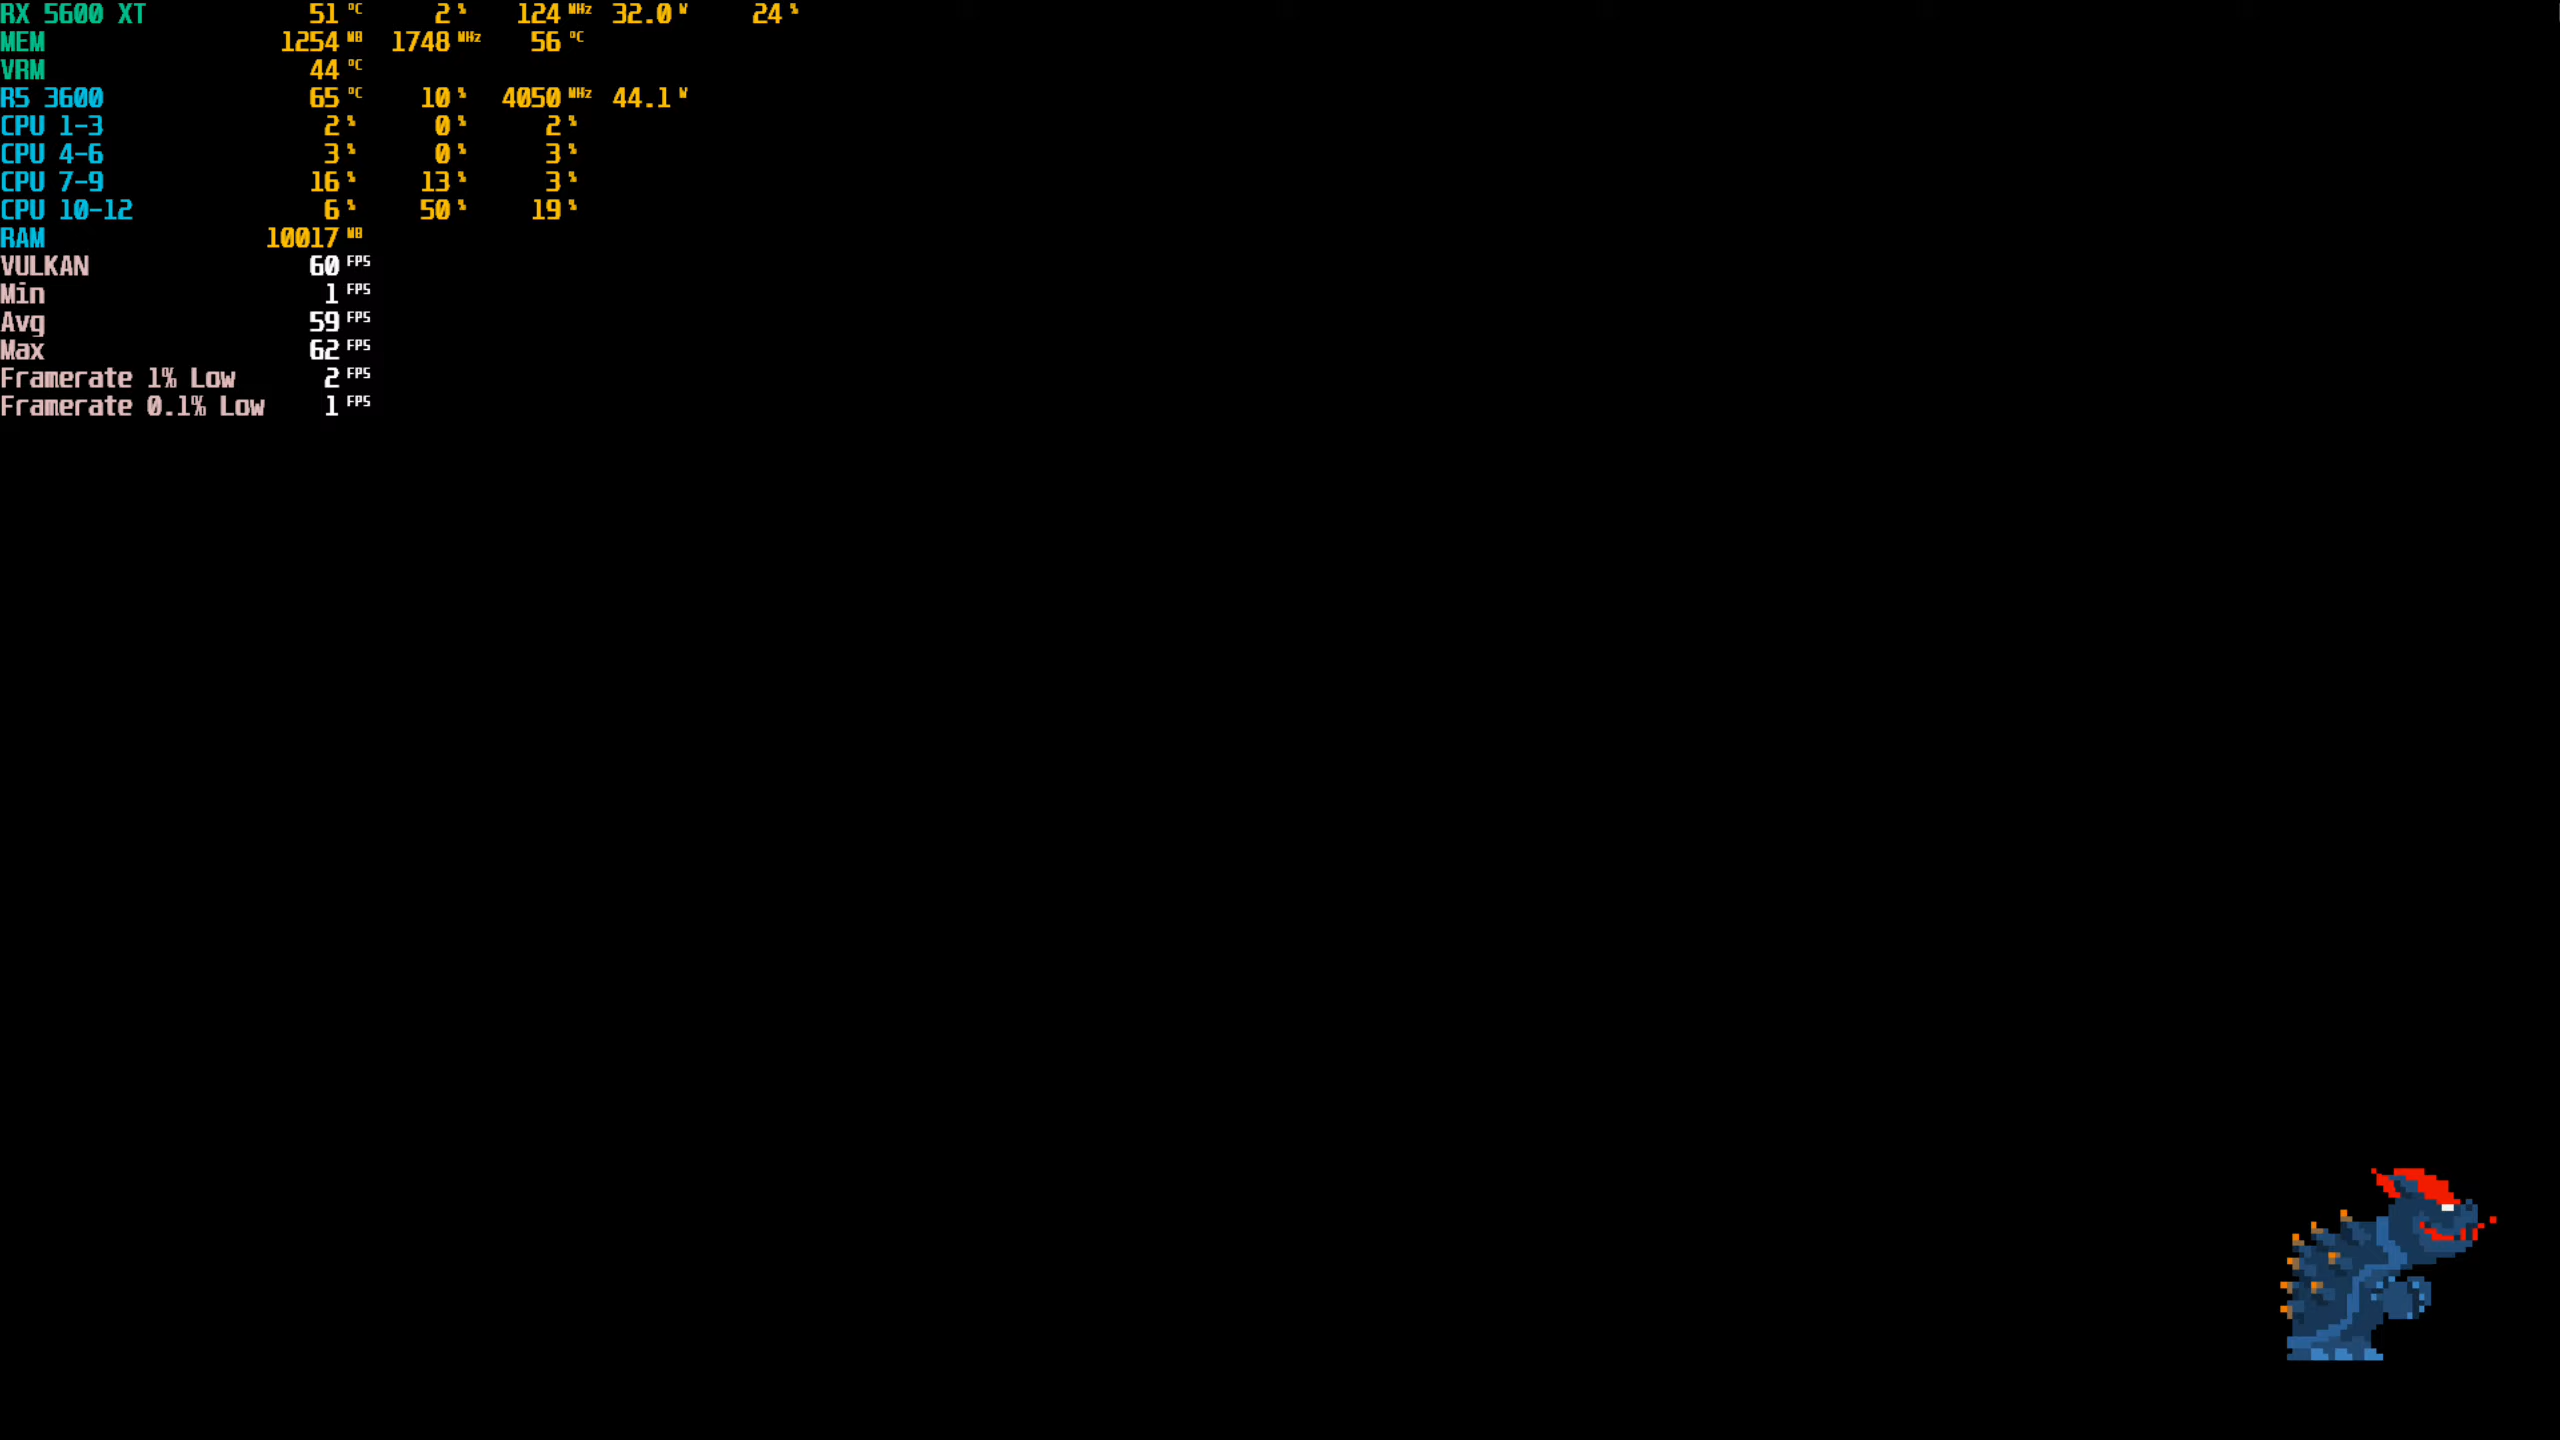 RX 5600 XT 51 °C 2 % 124 MHz 32.0 W 24 %
MEM 1254 MB 1748 MHz 56 °C
VRM 44 °C
R5 3600 65 °C 10 % 4050 MHz 44.1 W
CPU 1-3 2 % 0 % 2 %
CPU 4-6 3 % 0 % 3 %
CPU 7-9 16 % 13 % 3 %
CPU 10-12 6 % 50 % 19 %
RAM 10017 MB
VULKAN 60 FPS
Min 1 FPS
Avg 59 FPS
Max 62 FPS
Framerate 1% Low 2 FPS
Framerate 0.1% Low 1 FPS